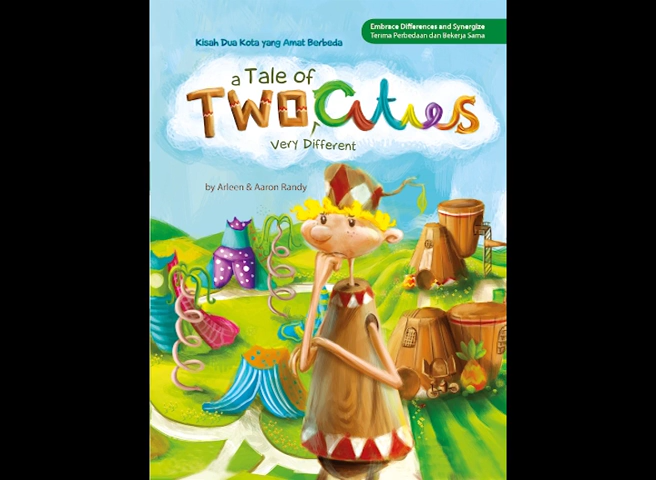 Embrace Differences and Synergize
Terima Perbedaan dan Bekerja Sama
Kisah Dua Kota yang Amat Berbeda
a Tale of
TWO Cities
Very Different
by Arleen & Aaron Randy